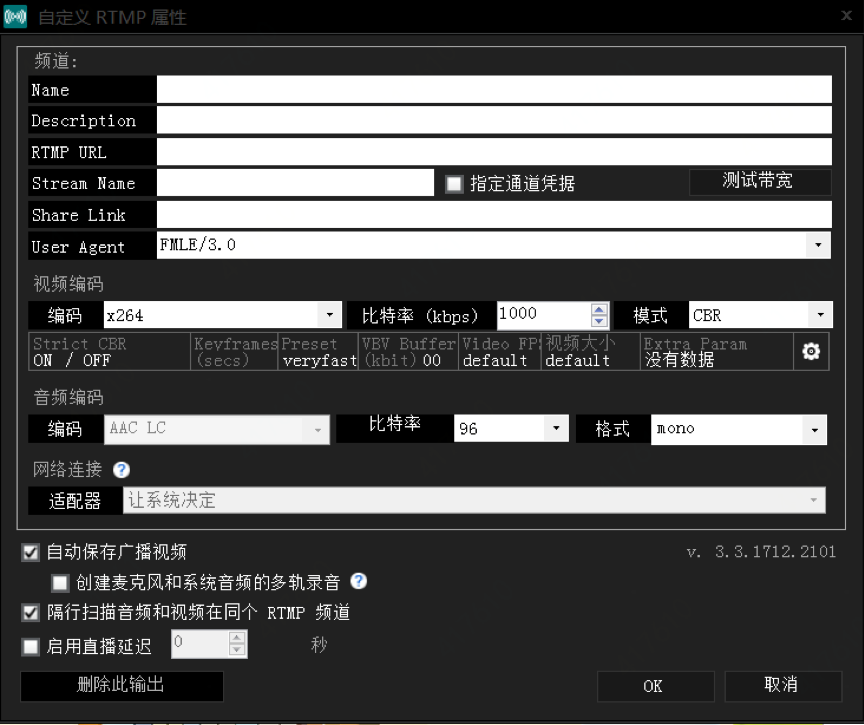 自定义 RTMP 属性
频道:
Name
Description
RTMP URL
Stream Name 指定通道凭据 测试带宽
Share Link
User Agent FMLE/3.0
视频编码
编码 x264 比特率 (kbps) 1000 模式 CBR
Strict CBR Keyframes Preset VBV Buffer Video FP 视频大小 Extra Param
ON / OFF (secs) veryfast (kbit) 00 default default 没有数据
音频编码
编码 AAC LC 比特率 96 格式 mono
网络连接 ?
适配器 让系统决定
自动保存广播视频 v. 3.3.1712.2101
创建麦克风和系统音频的多轨录音 ?
隔行扫描音频和视频在同个 RTMP 频道
启用直播延迟 0 秒
删除此输出 OK 取消